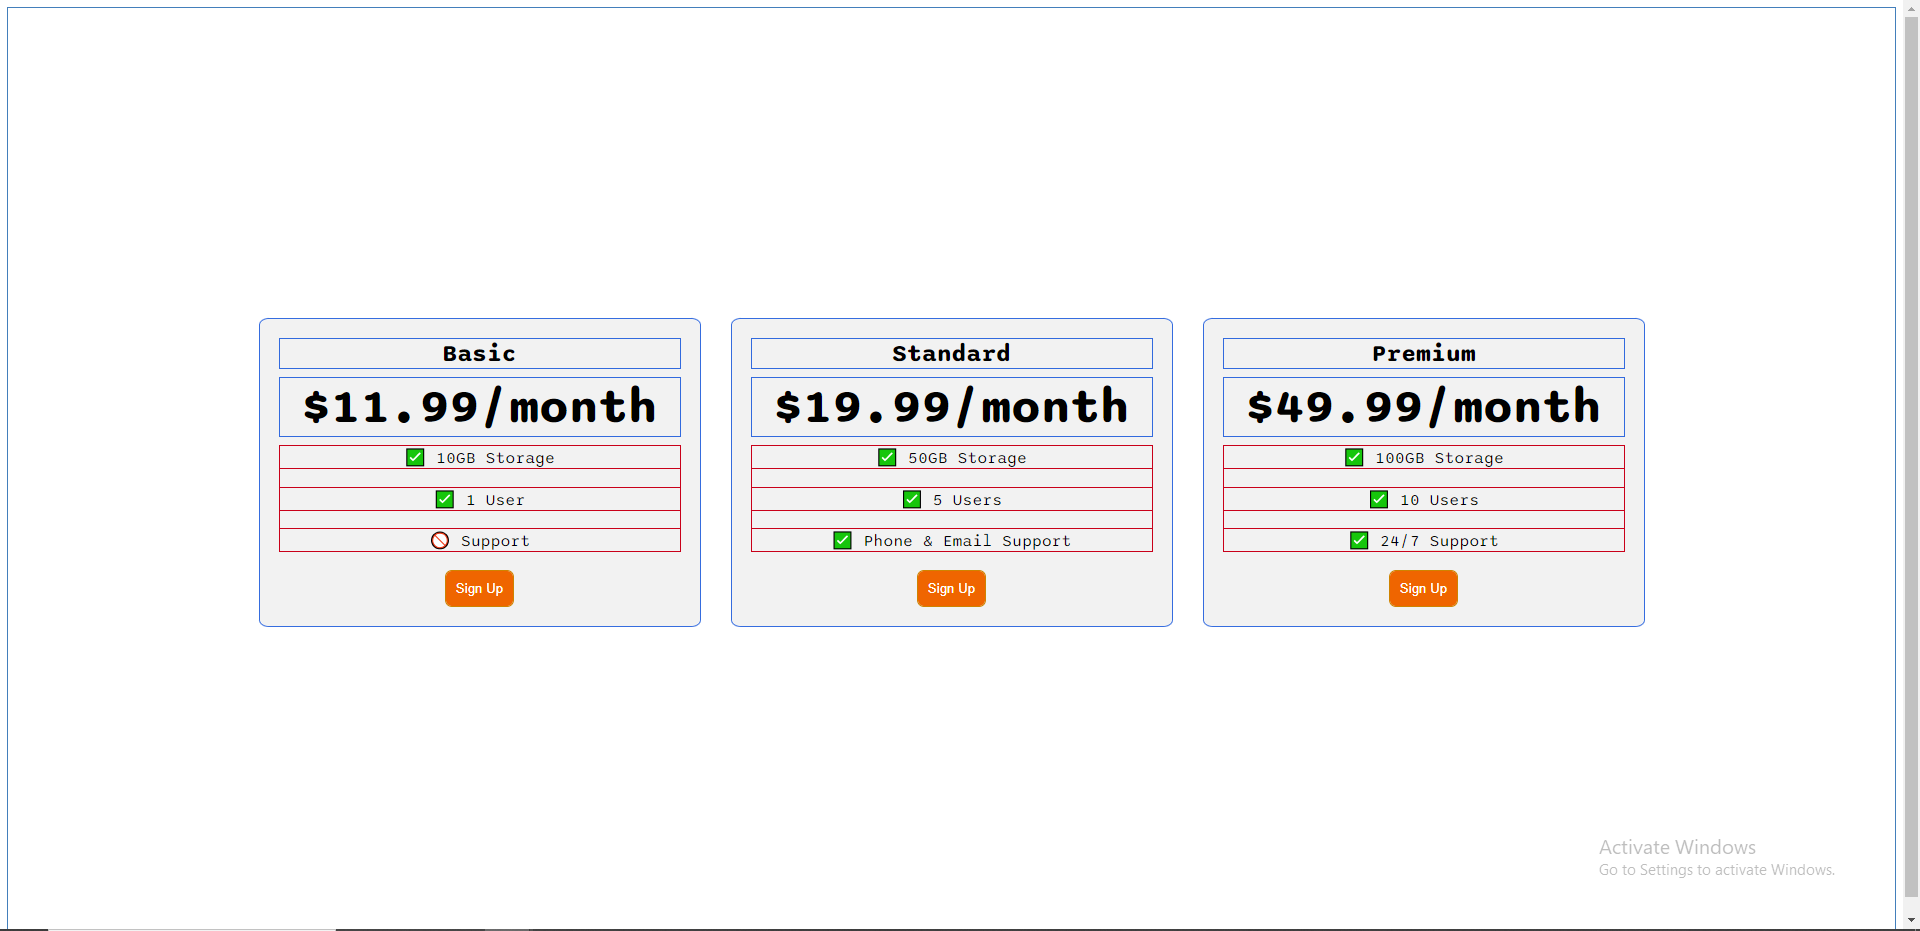 Basic
$11.99/month
✅ 10GB Storage
✅ 1 User
🚫 Support
Sign Up
Standard
$19.99/month
✅ 50GB Storage
✅ 5 Users
✅ Phone & Email Support
Sign Up
Premium
$49.99/month
✅ 100GB Storage
✅ 10 Users
✅ 24/7 Support
Sign Up
Activate Windows
Go to Settings to activate Windows.